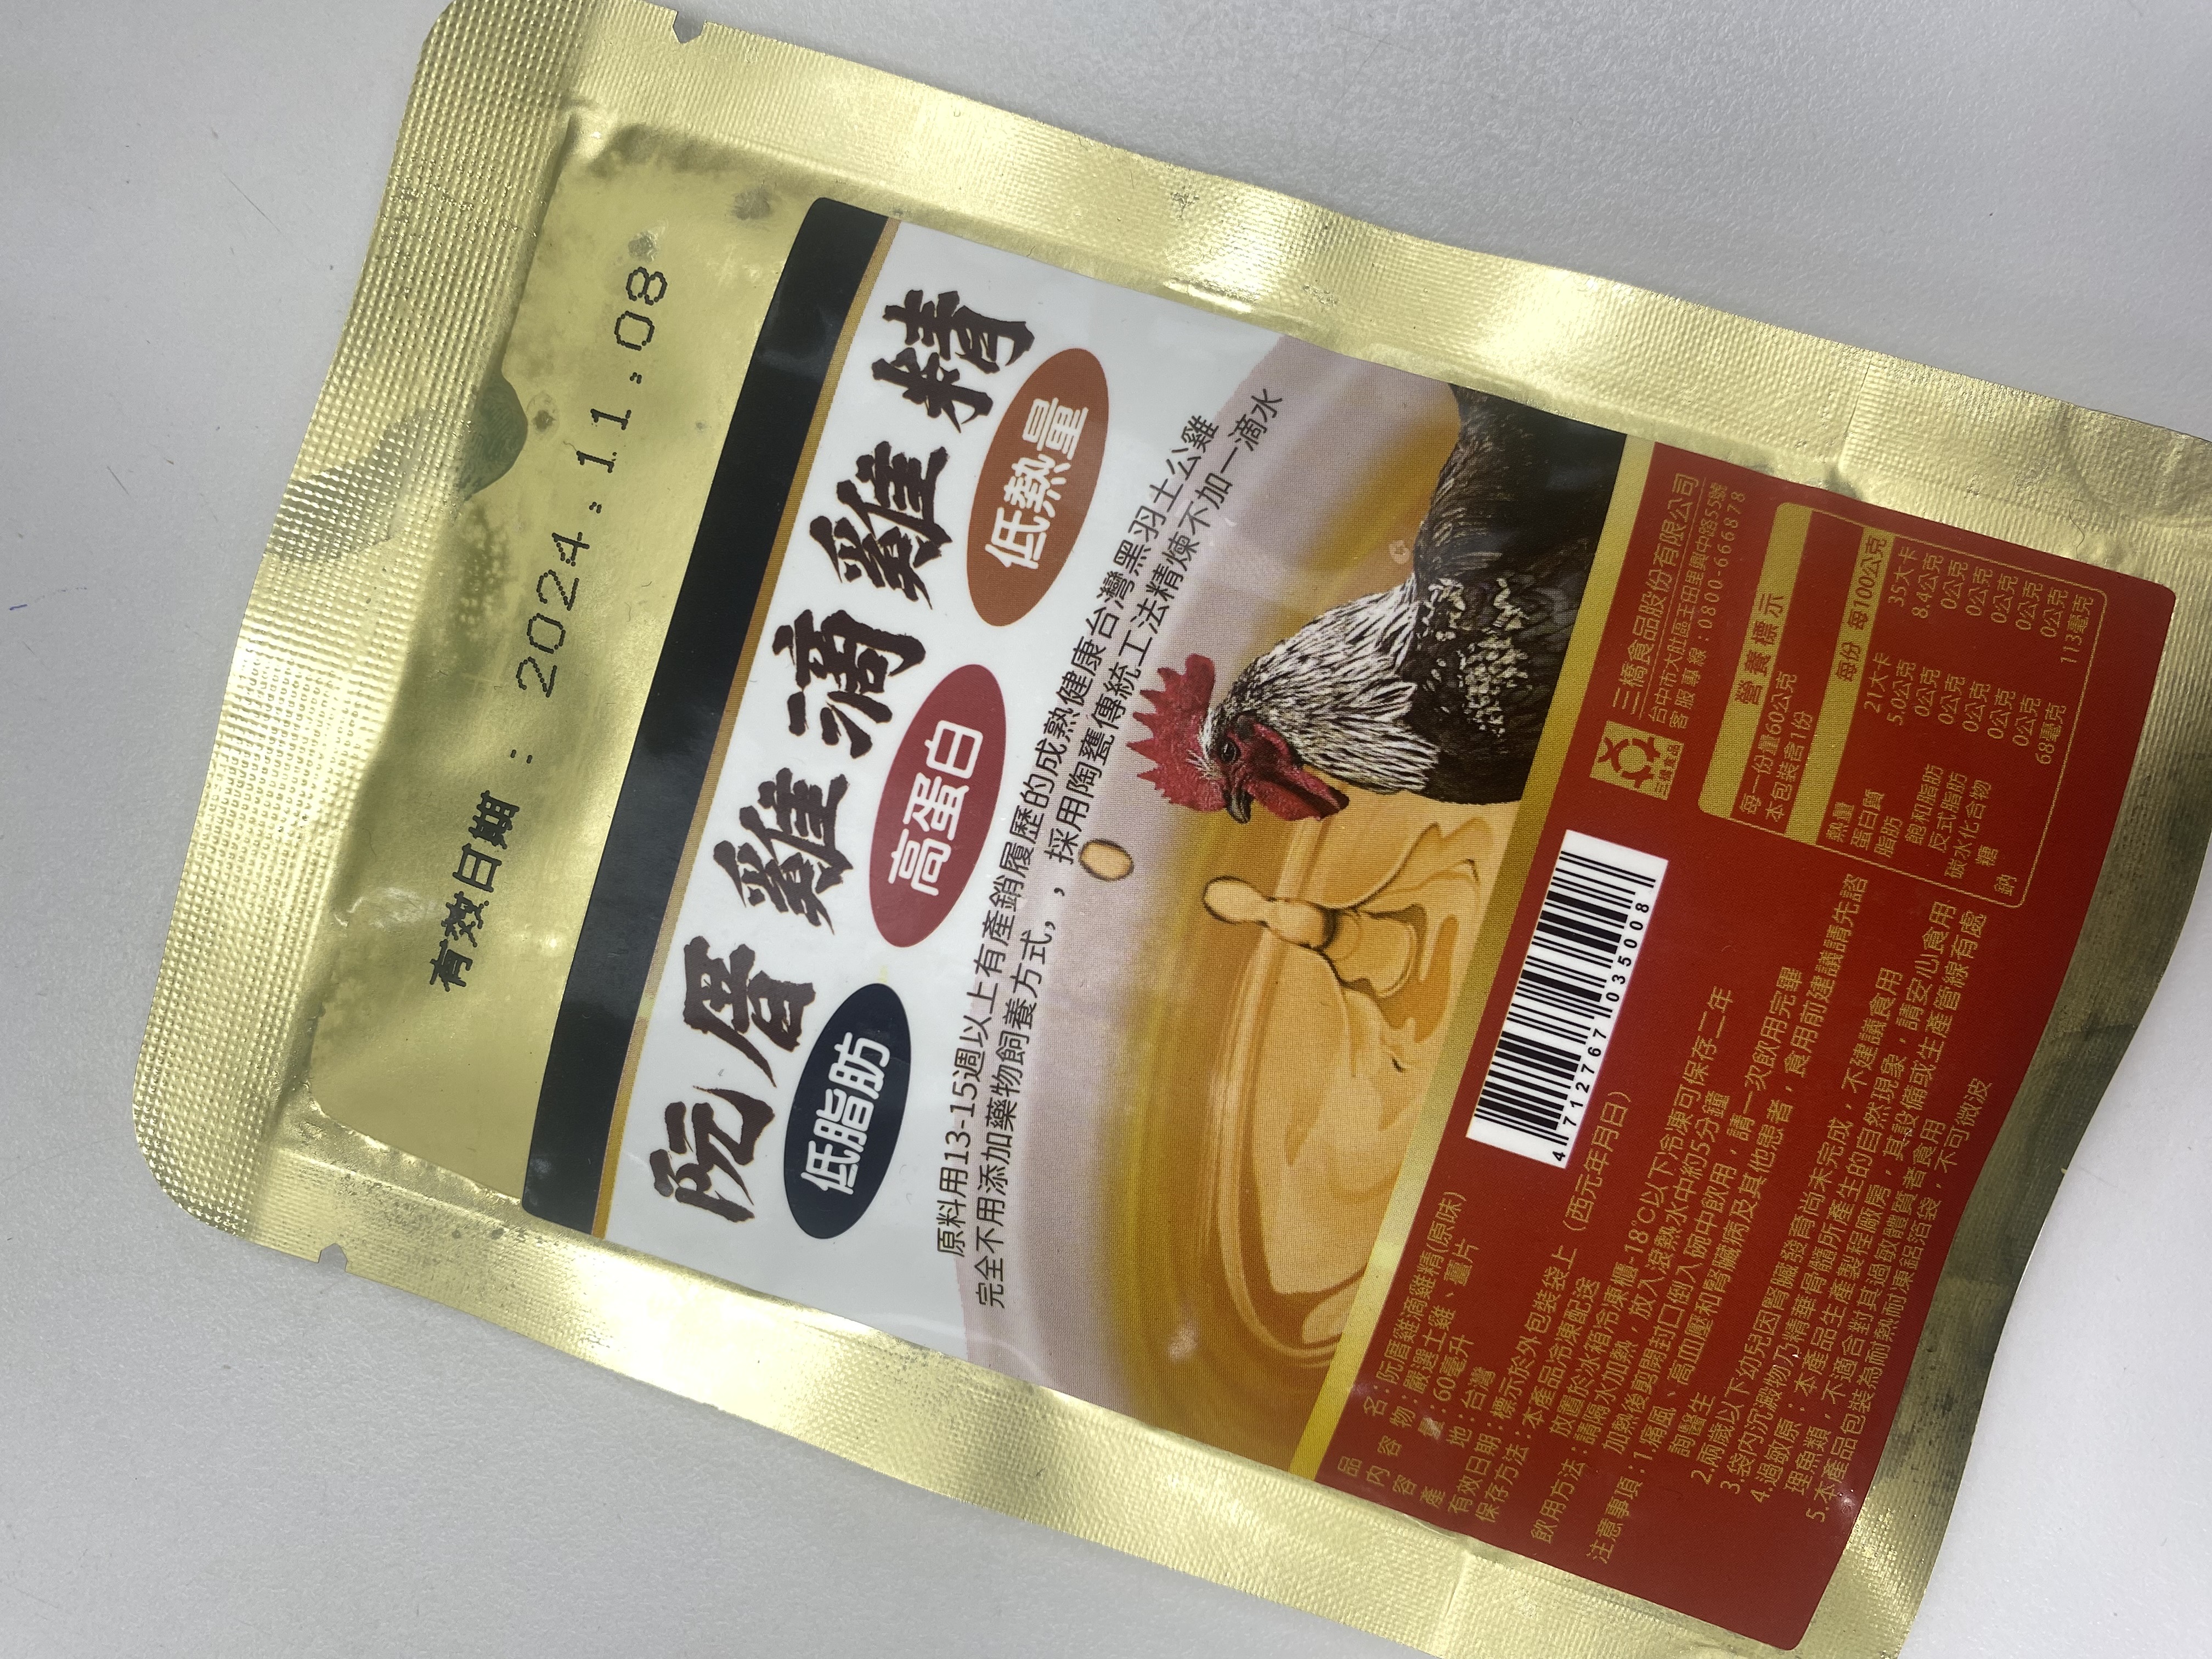 有效日期 : 2024:11:08
阮厝雞滴雞精
低脂肪 高蛋白 低熱量
原料用13-15週以上有產銷履歷的成熟健康台灣黑羽土公雞
完全不用添加藥物飼養方式，，採用陶甕傳統工法精煉不加一滴水
品名：阮厝雞滴雞精(原味)
內容物：嚴選土雞、薑片
容量：60毫升
產地：台灣
有效日期：標示於外包裝袋上（西元年月日）
保存方法：本產品冷凍配送
放置於冰箱冷凍櫃-18°C以下冷凍可保存二年
飲用方法：請隔水加熱，放入滾熱水中約5分鐘
加熱後剪開封口倒入碗中飲用，請一次飲用完畢
注意事項：1.痛風、高血壓和腎臟病及其他患者，食用前建議請先諮
詢醫生
2.兩歲以下幼兒因腎臟發育尚未完成，不建議食用
3.袋內沉澱物乃精華骨髓所產生的自然現象，請安心食用
4.過敏原：本產品生產製程廠房，其設備或生產管線有處
理魚類，不適合對其過敏體質者食用
5.本產品包裝為耐熱耐凍鋁箔袋，不可微波
4 712767 035008
三橋食品
三橋食品股份有限公司
台中市大肚區王田里興中路55號
客服專線：0800-666878
營養標示
每一份量60公克
本包裝含1份
每份 每100公克
熱量 21大卡 35大卡
蛋白質 5.0公克 8.4公克
脂肪 0公克 0公克
飽和脂肪 0公克 0公克
反式脂肪 0公克 0公克
碳水化合物 0公克 0公克
糖 0公克 0公克
鈉 68毫克 113毫克